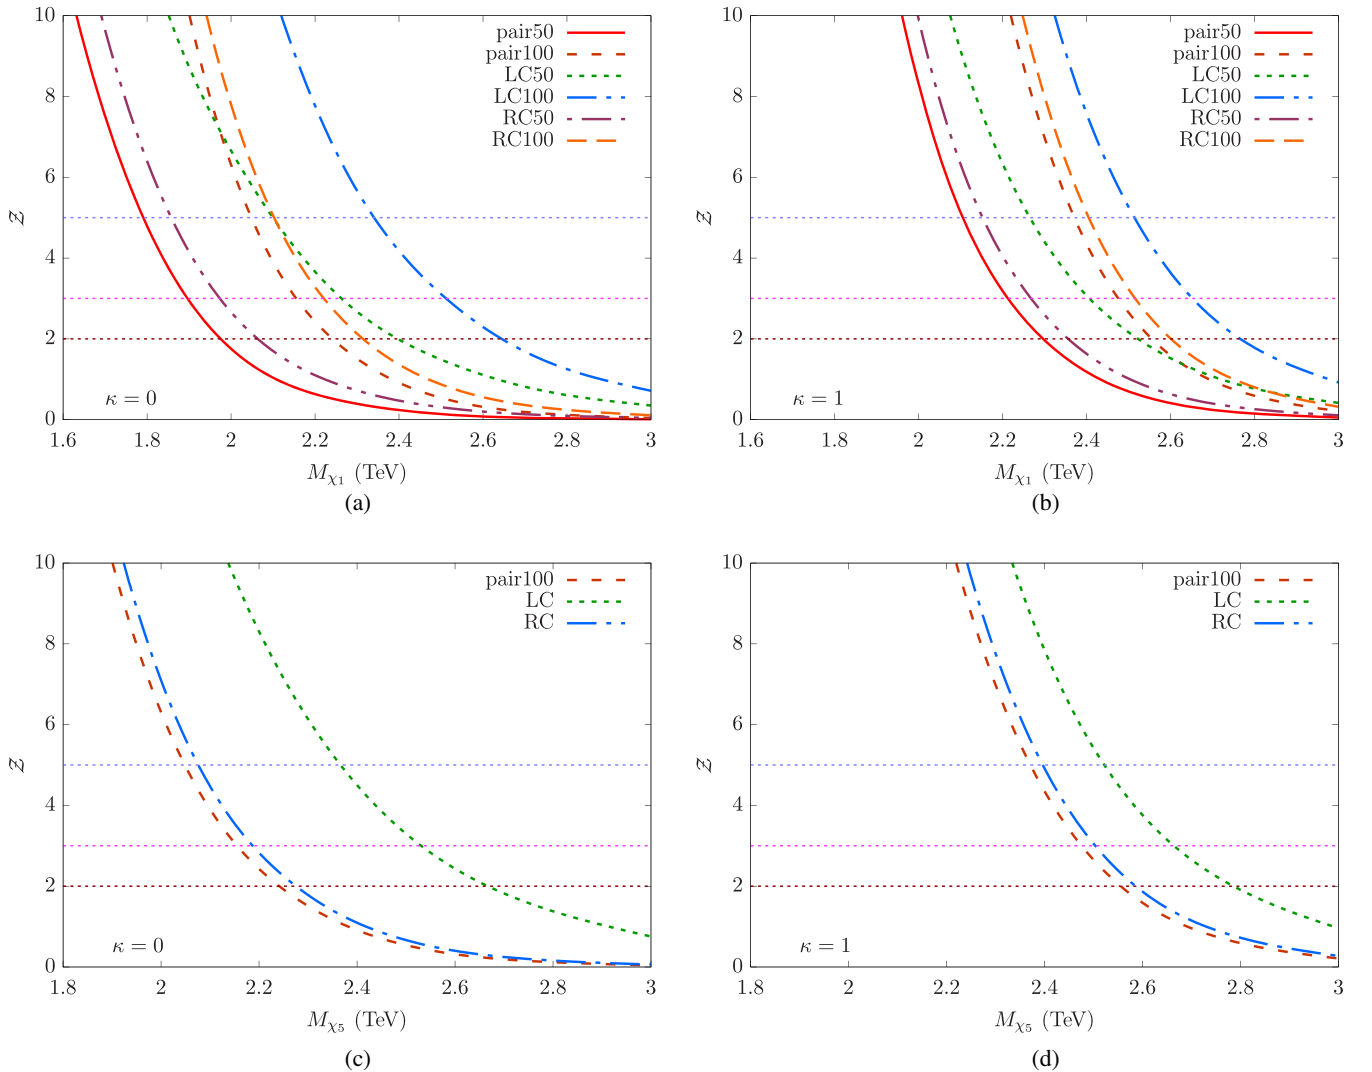 10
8
6
4
2
0
𝒵
1.6 1.8 2 2.2 2.4 2.6 2.8 3
M_χ₁ (TeV)
pair50
pair100
LC50
LC100
RC50
RC100
κ = 0
(a)
10
8
6
4
2
0
𝒵
1.6 1.8 2 2.2 2.4 2.6 2.8 3
M_χ₁ (TeV)
pair50
pair100
LC50
LC100
RC50
RC100
κ = 1
(b)
10
8
6
4
2
0
𝒵
1.8 2 2.2 2.4 2.6 2.8 3
M_χ₅ (TeV)
pair100
LC
RC
κ = 0
(c)
10
8
6
4
2
0
𝒵
1.8 2 2.2 2.4 2.6 2.8 3
M_χ₅ (TeV)
pair100
LC
RC
κ = 1
(d)